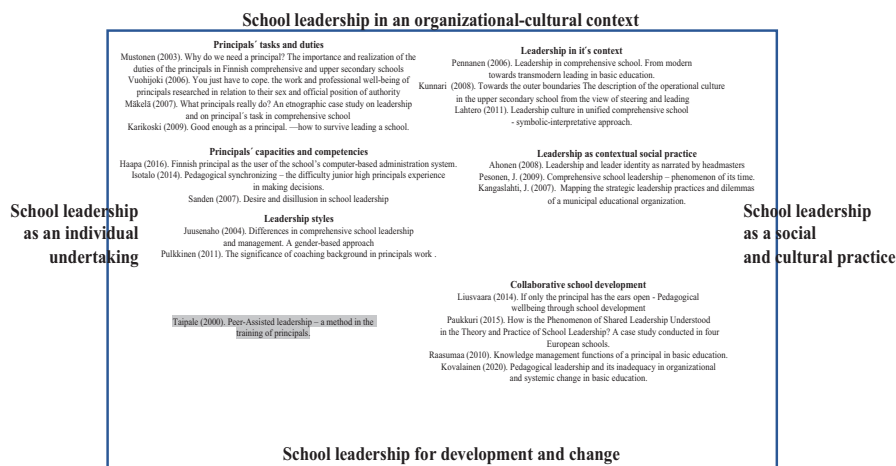 School leadership in an organizational-cultural context
Principals´ tasks and duties
Mustonen (2003). Why do we need a principal? The importance and realization of the
duties of the principals in Finnish comprehensive and upper secondary schools
Vuohijoki (2006). You just have to cope. the work and professional well-being of
principals researched in relation to their sex and official position of authority
Mäkelä (2007). What principals really do? An etnographic case study on leadership
and on principal´s task in comprehensive school
Karikoski (2009). Good enough as a principal. —how to survive leading a school.
Leadership in it´s context
Pennanen (2006). Leadership in comprehensive school. From modern
towards transmodern leading in basic education.
Kunnari (2008). Towards the outer boundaries The description of the operational culture
in the upper secondary school from the view of steering and leading
Lahtero (2011). Leadership culture in unified comprehensive school
- symbolic-interpretative approach.
Principals´ capacities and competencies
Haapa (2016). Finnish principal as the user of the school’s computer-based administration system.
Isotalo (2014). Pedagogical synchronizing – the difficulty junior high principals experience
in making decisions.
Sanden (2007). Desire and disillusion in school leadership
Leadership as contextual social practice
Ahonen (2008). Leadership and leader identity as narrated by headmasters
Pesonen, J. (2009). Comprehensive school leadership – phenomenon of its time.
Kangaslahti, J. (2007). Mapping the strategic leadership practices and dilemmas
of a municipal educational organization.
School leadership
as an individual
undertaking
Leadership styles
Juusenaho (2004). Differences in comprehensive school leadership
and management. A gender-based approach
Pulkkinen (2011). The significance of coaching background in principals work .
School leadership
as a social
and cultural practice
Taipale (2000). Peer-Assisted leadership – a method in the
training of principals.
Collaborative school development
Liusvaara (2014). If only the principal has the ears open - Pedagogical
wellbeing through school development
Paukkuri (2015). How is the Phenomenon of Shared Leadership Understood
in the Theory and Practice of School Leadership? A case study conducted in four
European schools.
Raasumaa (2010). Knowledge management functions of a principal in basic education.
Kovalainen (2020). Pedagogical leadership and its inadequacy in organizational
and systemic change in basic education.
School leadership for development and change